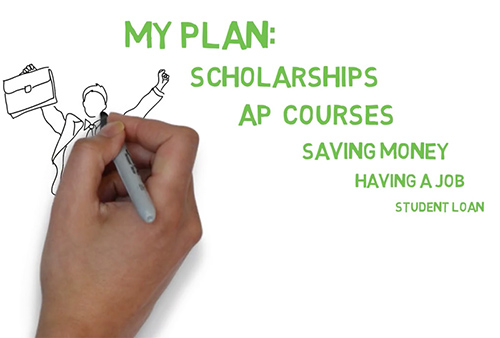 MY PLAN:
SCHOLARSHIPS
AP COURSES
SAVING MONEY
HAVING A JOB
STUDENT LOAN